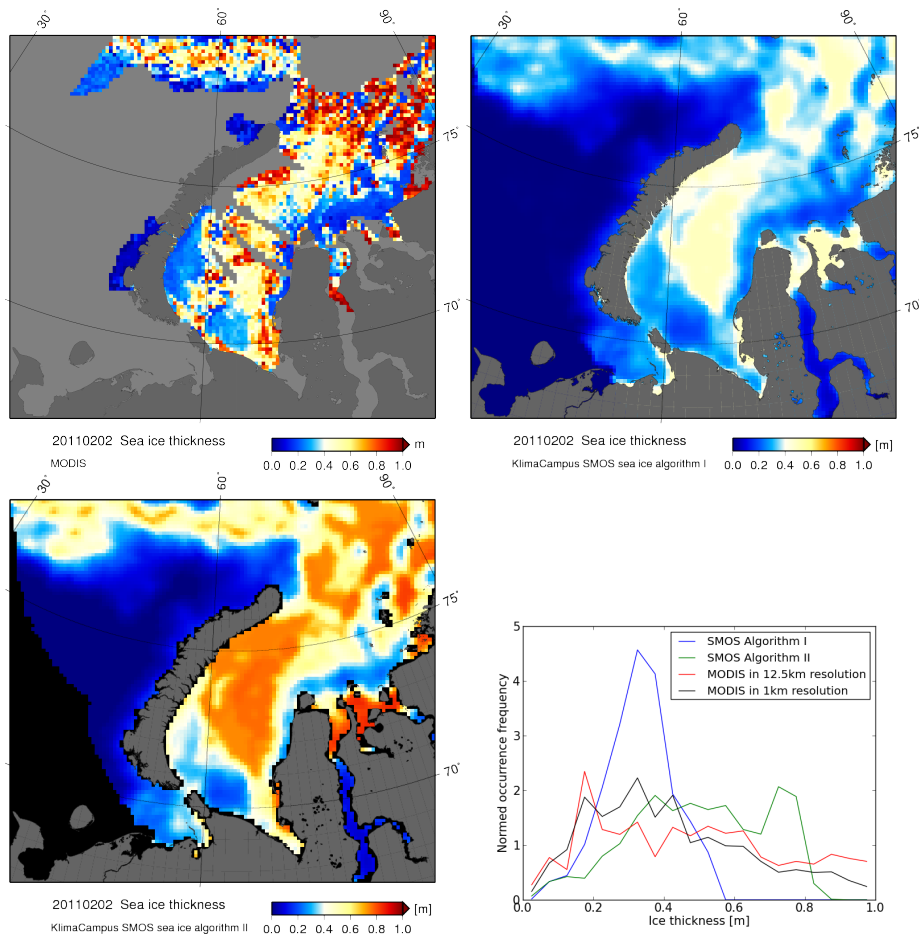 30°
60°
90°
75°
70°
20110202 Sea ice thickness
MODIS
0.0 0.2 0.4 0.6 0.8 1.0 m
30°
60°
90°
75°
70°
20110202 Sea ice thickness
KlimaCampus SMOS sea ice algorithm I
0.0 0.2 0.4 0.6 0.8 1.0 [m]
30°
60°
90°
75°
70°
20110202 Sea ice thickness
KlimaCampus SMOS sea ice algorithm II
0.0 0.2 0.4 0.6 0.8 1.0 [m]
SMOS Algorithm I
SMOS Algorithm II
MODIS in 12.5km resolution
MODIS in 1km resolution
Normed occurrence frequency
5
4
3
2
1
0
0.0 0.2 0.4 0.6 0.8 1.0
Ice thickness [m]